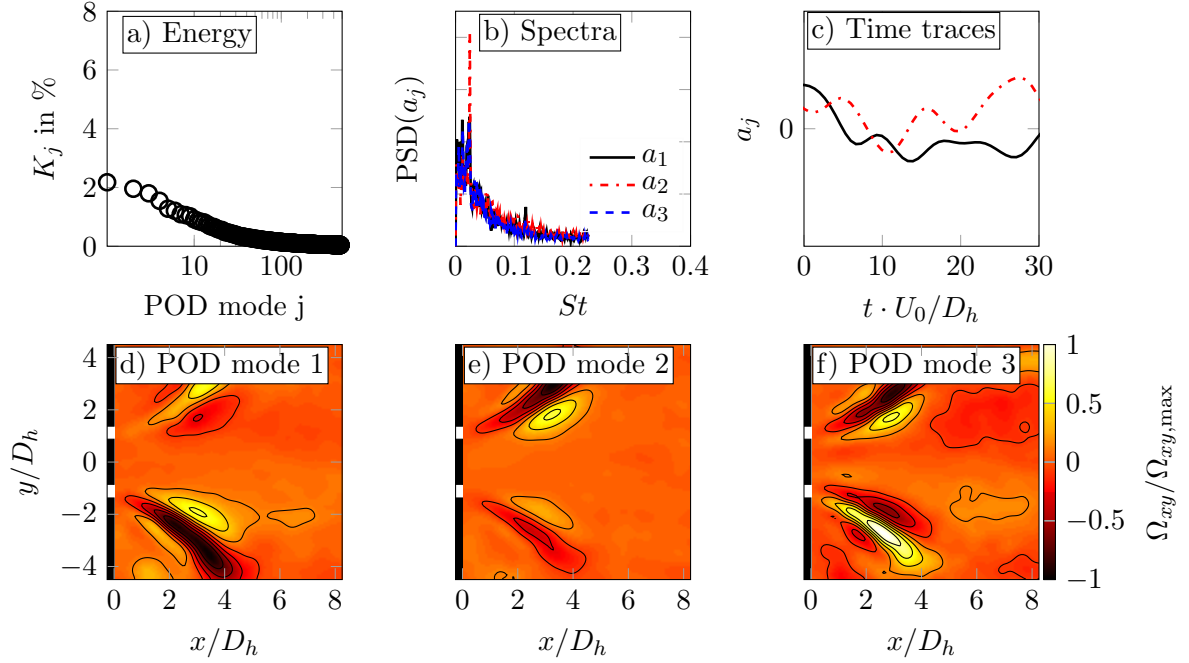 a) Energy
K_j in %
8
6
4
2
0
10
100
POD mode j
b) Spectra
PSD(a_j)
a_1
a_2
a_3
0
0.1
0.2
0.3
0.4
St
c) Time traces
a_j
0
0
10
20
30
t · U_0/D_h
d) POD mode 1
y/D_h
4
2
0
−2
−4
0
2
4
6
8
x/D_h
e) POD mode 2
0
2
4
6
8
x/D_h
f) POD mode 3
0
2
4
6
8
x/D_h
1
0.5
0
−0.5
−1
Ω_xy/Ω_xy,max